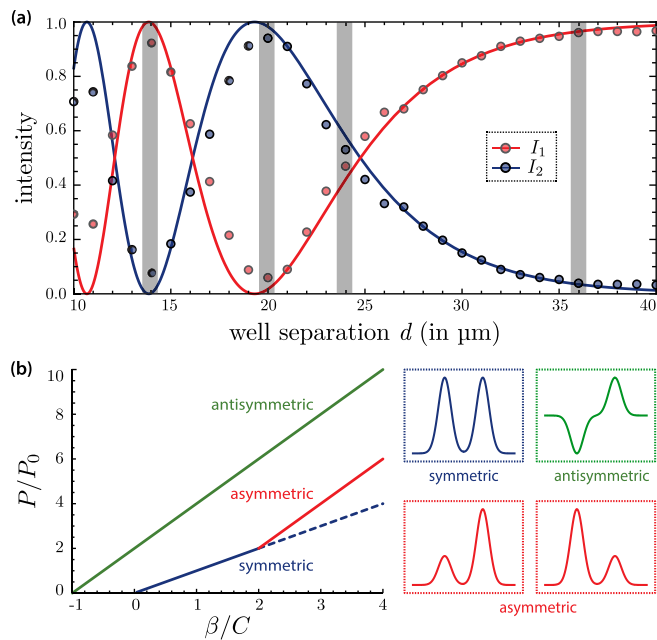 (a)
1.0
0.8
0.6
0.4
0.2
0.0
intensity
I1
I2
10 15 20 25 30 35 40
well separation d (in µm)
(b)
10
8
6
4
2
0
P/P0
antisymmetric
asymmetric
symmetric
-1 0 2 4
β/C
symmetric
antisymmetric
asymmetric